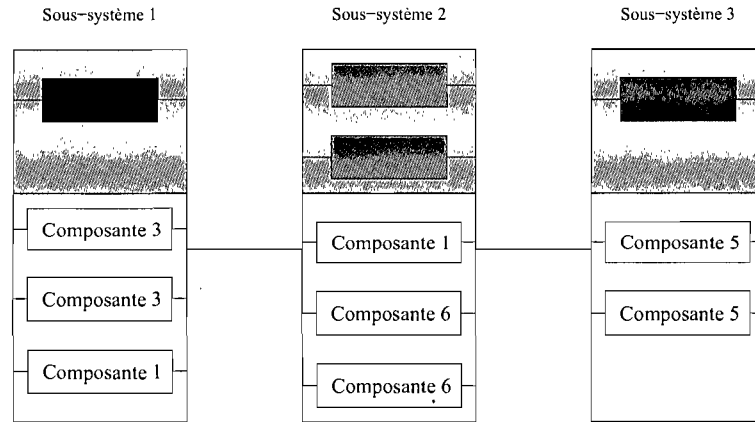 Sous-système 1
Sous-système 2
Sous-système 3
Composante 3
Composante 3
Composante 1
Composante 1
Composante 6
Composante 6
Composante 5
Composante 5